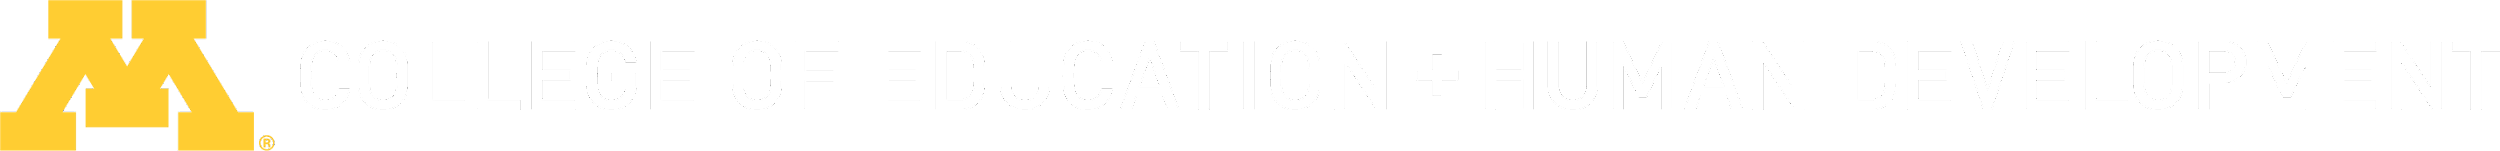 M® COLLEGE OF EDUCATION + HUMAN DEVELOPMENT